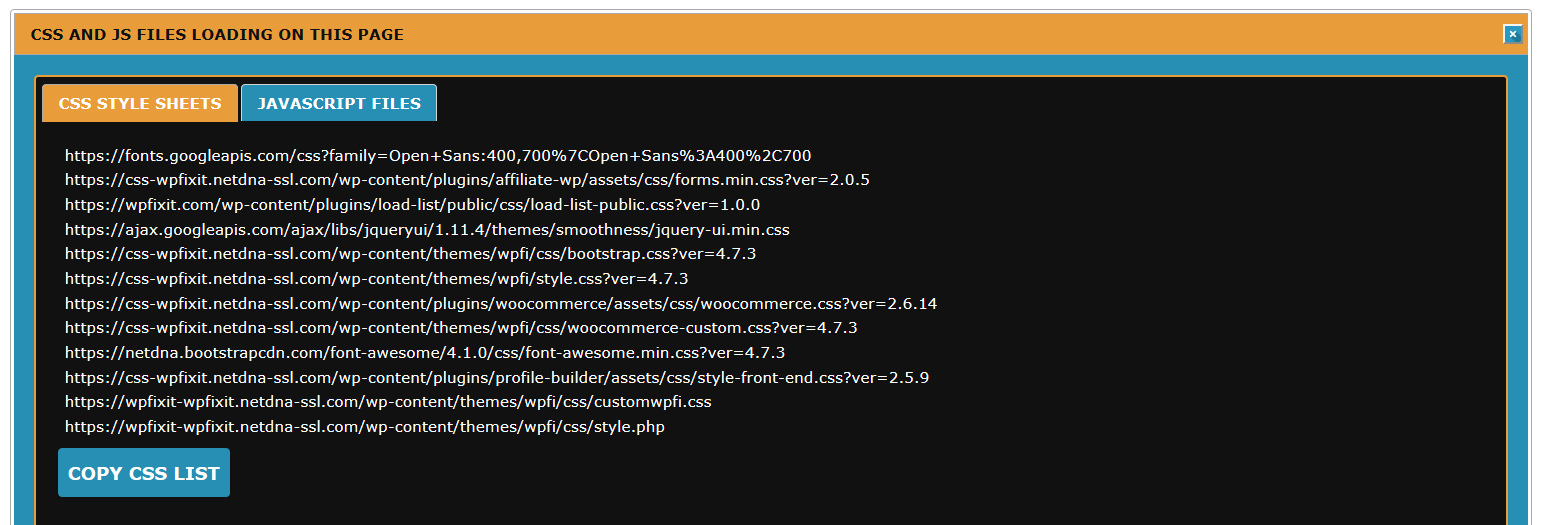 CSS AND JS FILES LOADING ON THIS PAGE
×
CSS STYLE SHEETS JAVASCRIPT FILES
https://fonts.googleapis.com/css?family=Open+Sans:400,700%7COpen+Sans%3A400%2C700
https://css-wpfixit.netdna-ssl.com/wp-content/plugins/affiliate-wp/assets/css/forms.min.css?ver=2.0.5
https://wpfixit.com/wp-content/plugins/load-list/public/css/load-list-public.css?ver=1.0.0
https://ajax.googleapis.com/ajax/libs/jqueryui/1.11.4/themes/smoothness/jquery-ui.min.css
https://css-wpfixit.netdna-ssl.com/wp-content/themes/wpfi/css/bootstrap.css?ver=4.7.3
https://css-wpfixit.netdna-ssl.com/wp-content/themes/wpfi/style.css?ver=4.7.3
https://css-wpfixit.netdna-ssl.com/wp-content/plugins/woocommerce/assets/css/woocommerce.css?ver=2.6.14
https://css-wpfixit.netdna-ssl.com/wp-content/themes/wpfi/css/woocommerce-custom.css?ver=4.7.3
https://netdna.bootstrapcdn.com/font-awesome/4.1.0/css/font-awesome.min.css?ver=4.7.3
https://css-wpfixit.netdna-ssl.com/wp-content/plugins/profile-builder/assets/css/style-front-end.css?ver=2.5.9
https://wpfixit-wpfixit.netdna-ssl.com/wp-content/themes/wpfi/css/customwpfi.css
https://wpfixit-wpfixit.netdna-ssl.com/wp-content/themes/wpfi/css/style.php
COPY CSS LIST